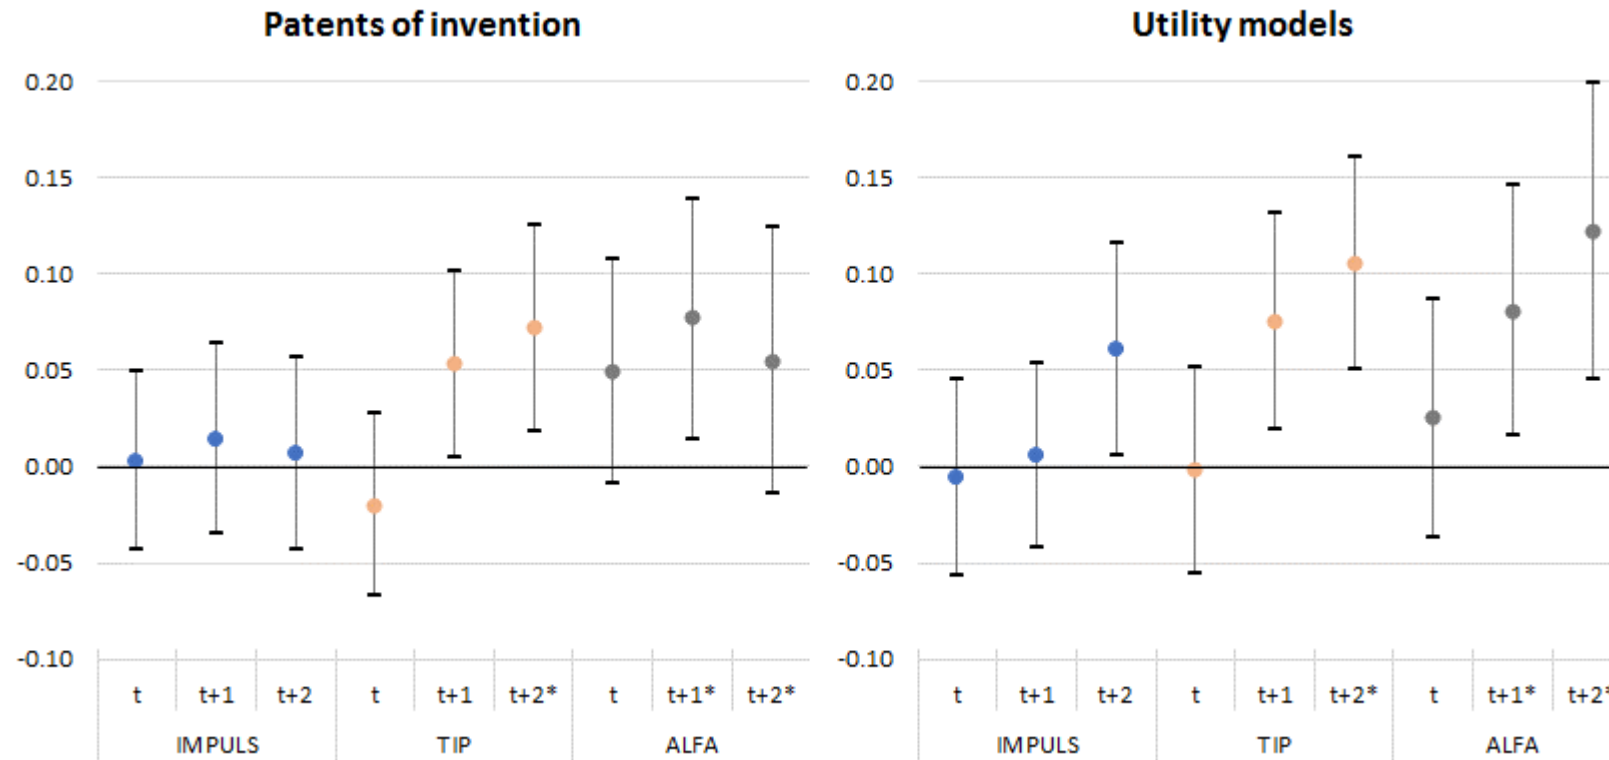 Patents of invention
0.20
0.15
0.10
0.05
0.00
-0.05
-0.10
t t+1 t+2 t t+1 t+2* t t+1* t+2*
IMPULS TIP ALFA
Utility models
0.20
0.15
0.10
0.05
0.00
-0.05
-0.10
t t+1 t+2 t t+1 t+2* t t+1* t+2*
IMPULS TIP ALFA